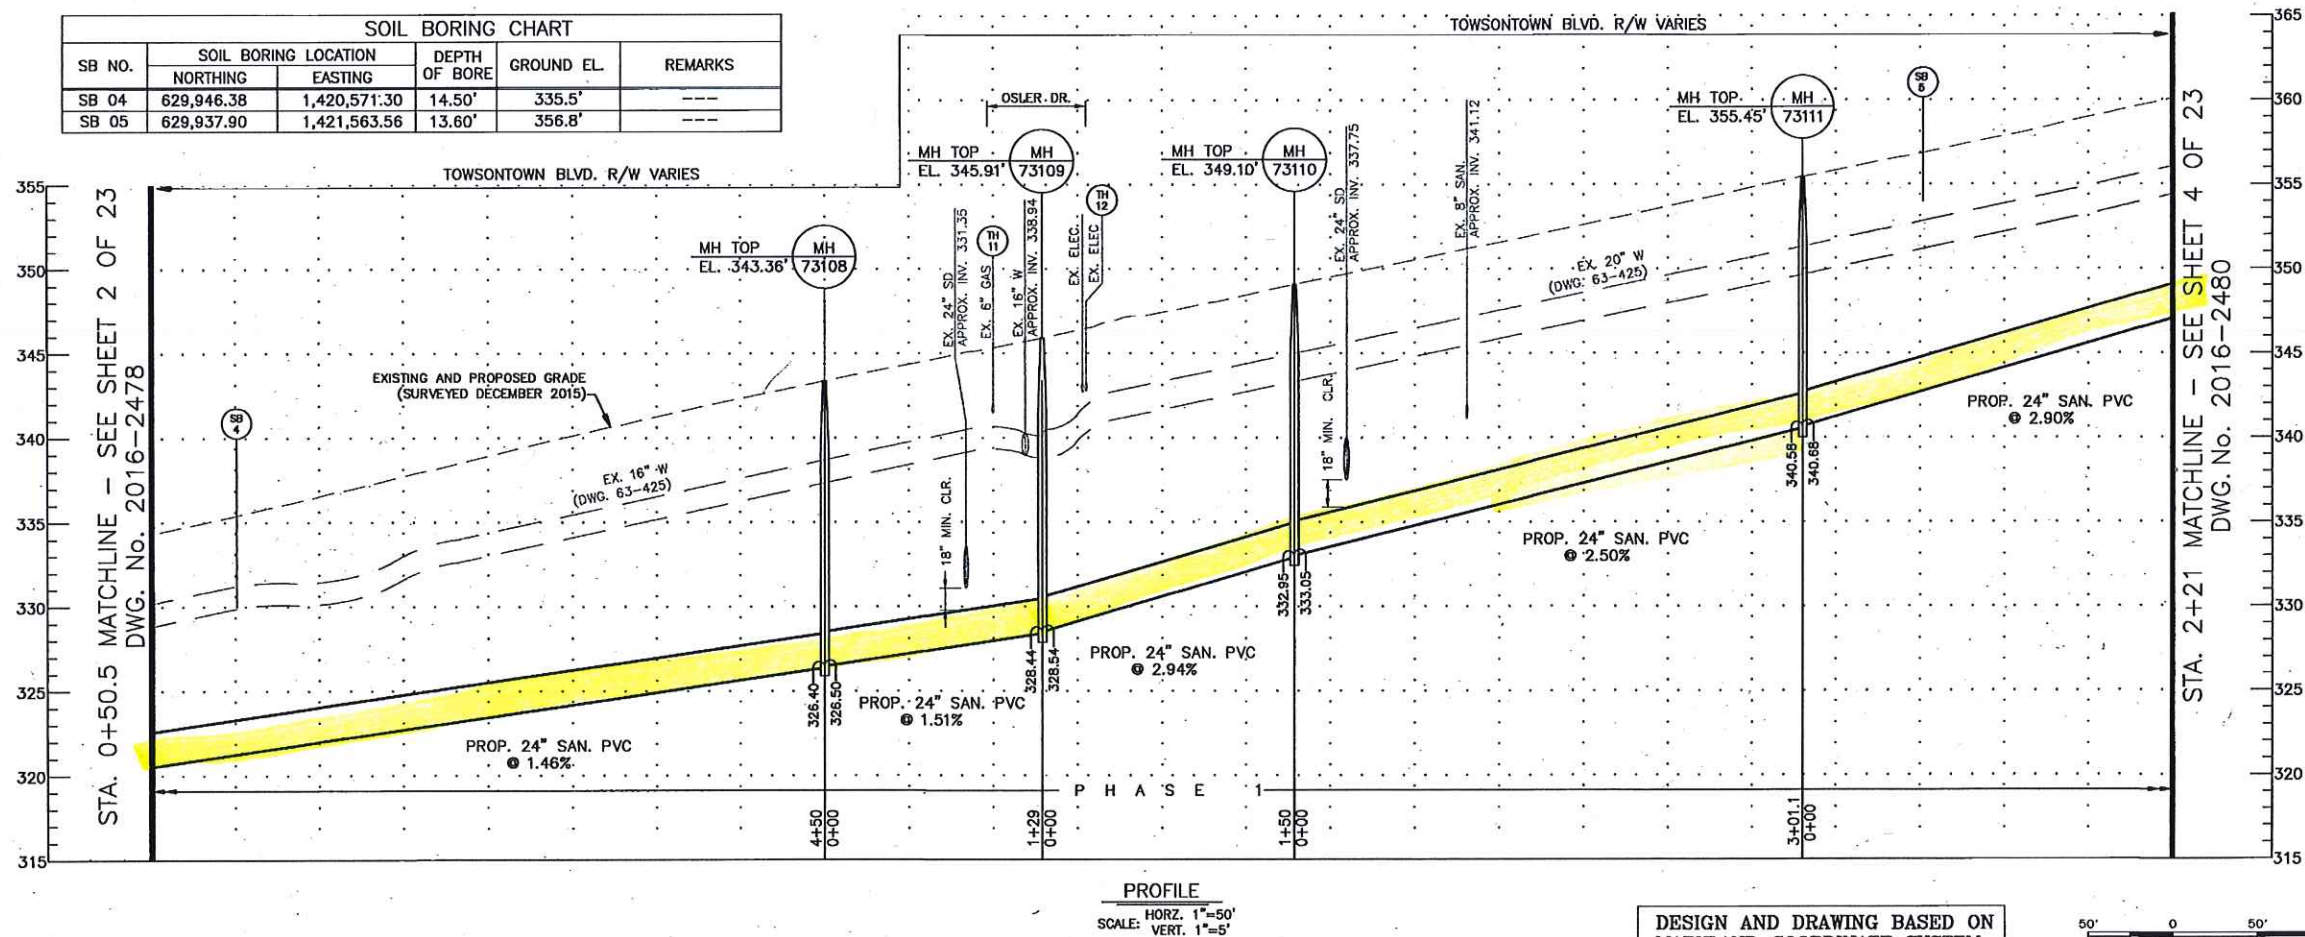 SOIL BORING CHART
SB NO.
SOIL BORING LOCATION
NORTHING
EASTING
DEPTH
OF BORE
GROUND EL.
REMARKS
SB 04 629,946.38 1,420,571.30 14.50' 335.5' ---
SB 05 629,937.90 1,421,563.56 13.60' 356.8' ---
TOWSONTOWN BLVD. R/W VARIES
TOWSONTOWN BLVD. R/W VARIES
355
350
345
340
335
330
325
320
315
365
360
355
350
345
340
335
330
325
320
315
STA. 0+50.5 MATCHLINE - SEE SHEET 2 OF 23
DWG. No. 2016-2478
SB
4
EXISTING AND PROPOSED GRADE
(SURVEYED DECEMBER 2015)
EX. 16" W
(DWG. 63-425)
MH TOP
EL. 343.36'
MH
73108
326.40
326.50
PROP. 24" SAN. PVC
@ 1.46%
PROP. 24" SAN. PVC
@ 1.51%
EX. 24" SD
APPROX. INV. 331.35
18" MIN. CLR.
TH
11
EX. 6" GAS
EX. 16" W
APPROX. INV. 338.94
OSLER DR.
MH TOP
EL. 345.91'
MH
73109
328.44
328.54
EX. ELEC.
EX. ELEC
TH
12
PROP. 24" SAN. PVC
@ 2.94%
MH TOP
EL. 349.10'
MH
73110
332.95
333.05
18" MIN. CLR.
EX. 24" SD
APPROX. INV. 337.75
EX. 8" SAN.
APPROX. INV. 341.12
EX. 20" W
(DWG. 63-425)
PROP. 24" SAN. PVC
@ 2.50%
MH TOP
EL. 355.45'
MH
73111
340.58
340.68
SB
5
PROP. 24" SAN. PVC
@ 2.90%
STA. 2+21 MATCHLINE - SEE SHEET 4 OF 23
DWG. No. 2016-2480
PHASE 1
4+50
0+00
1+29
0+00
1+50
0+00
3+01.1
0+00
PROFILE
SCALE: HORZ. 1"=50'
VERT. 1"=5'
DESIGN AND DRAWING BASED ON
50' 0 50'